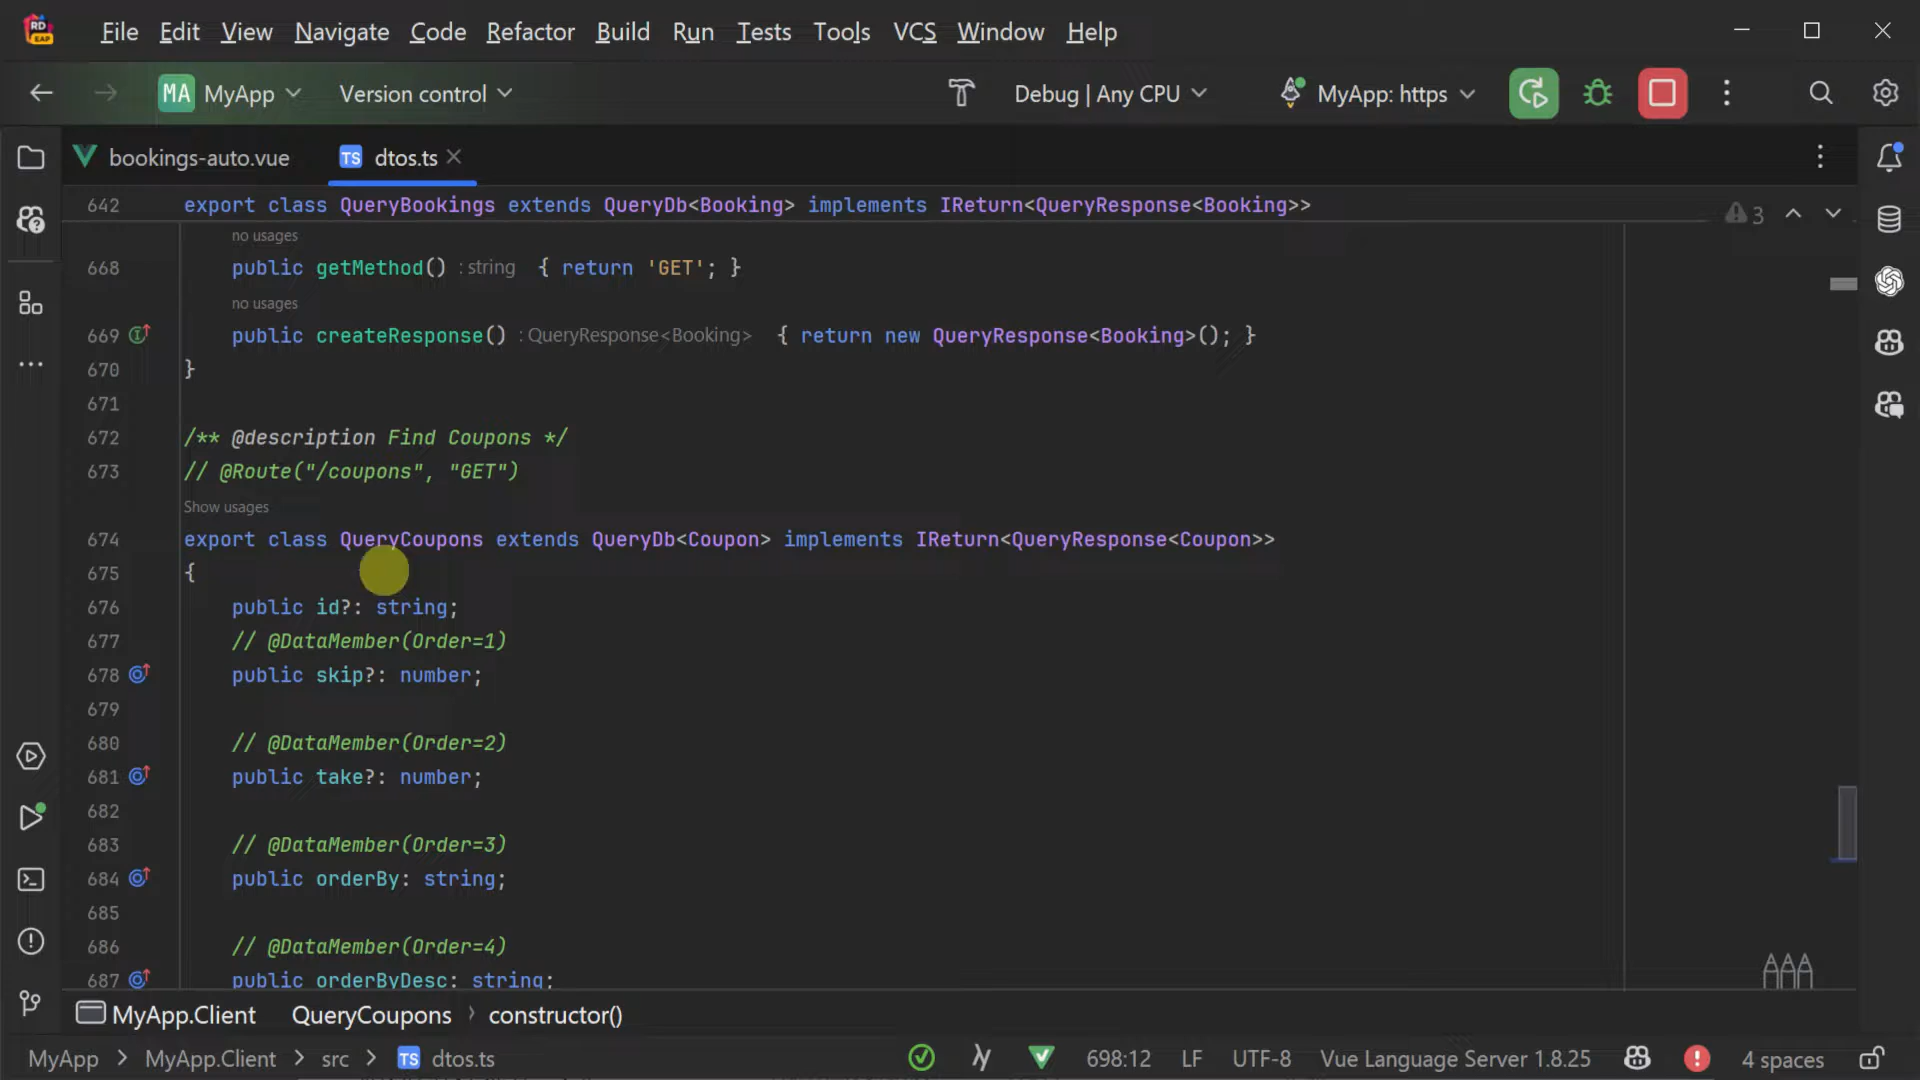 RD
EAP
File Edit View Navigate Code Refactor Build Run Tests Tools VCS Window Help
MA MyApp Version control Debug | Any CPU MyApp: https
bookings-auto.vue TS dtos.ts
642 export class QueryBookings extends QueryDb<Booking> implements IReturn<QueryResponse<Booking>>
3
no usages
668 public getMethod() : string { return 'GET'; }
no usages
669 public createResponse() : QueryResponse<Booking> { return new QueryResponse<Booking>(); }
670 }
671
672 /** @description Find Coupons */
673 // @Route("/coupons", "GET")
Show usages
674 export class QueryCoupons extends QueryDb<Coupon> implements IReturn<QueryResponse<Coupon>>
675 {
676 public id?: string;
677 // @DataMember(Order=1)
678 public skip?: number;
679
680 // @DataMember(Order=2)
681 public take?: number;
682
683 // @DataMember(Order=3)
684 public orderBy: string;
685
686 // @DataMember(Order=4)
687 public orderByDesc: string;
MyApp.Client QueryCoupons > constructor()
MyApp > MyApp.Client > src > TS dtos.ts 698:12 LF UTF-8 Vue Language Server 1.8.25 4 spaces